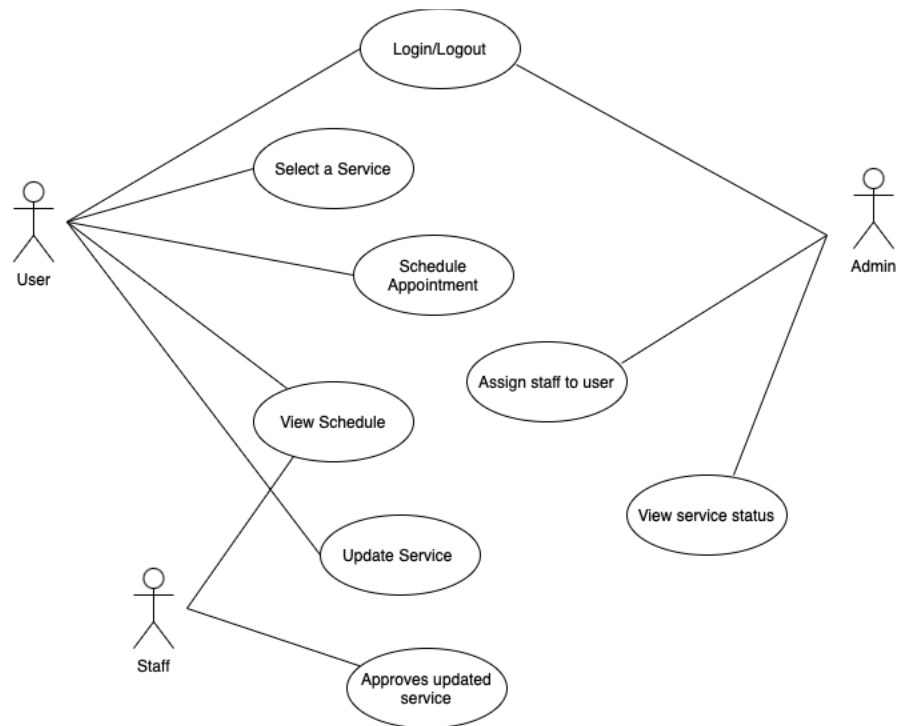 Login/Logout
Select a Service
User
Schedule
Appointment
Admin
Assign staff to user
View Schedule
View service status
Update Service
Staff
Approves updated
service